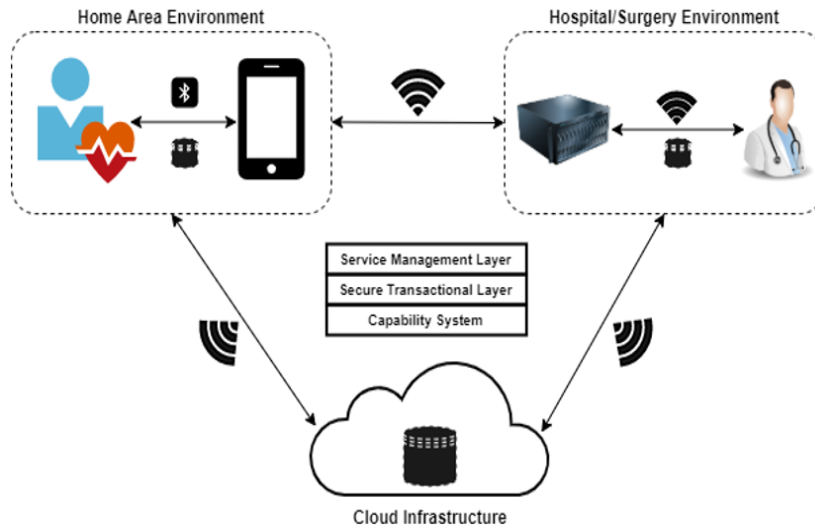 Home Area Environment
Hospital/Surgery Environment
Service Management Layer
Secure Transactional Layer
Capability System
Cloud Infrastructure